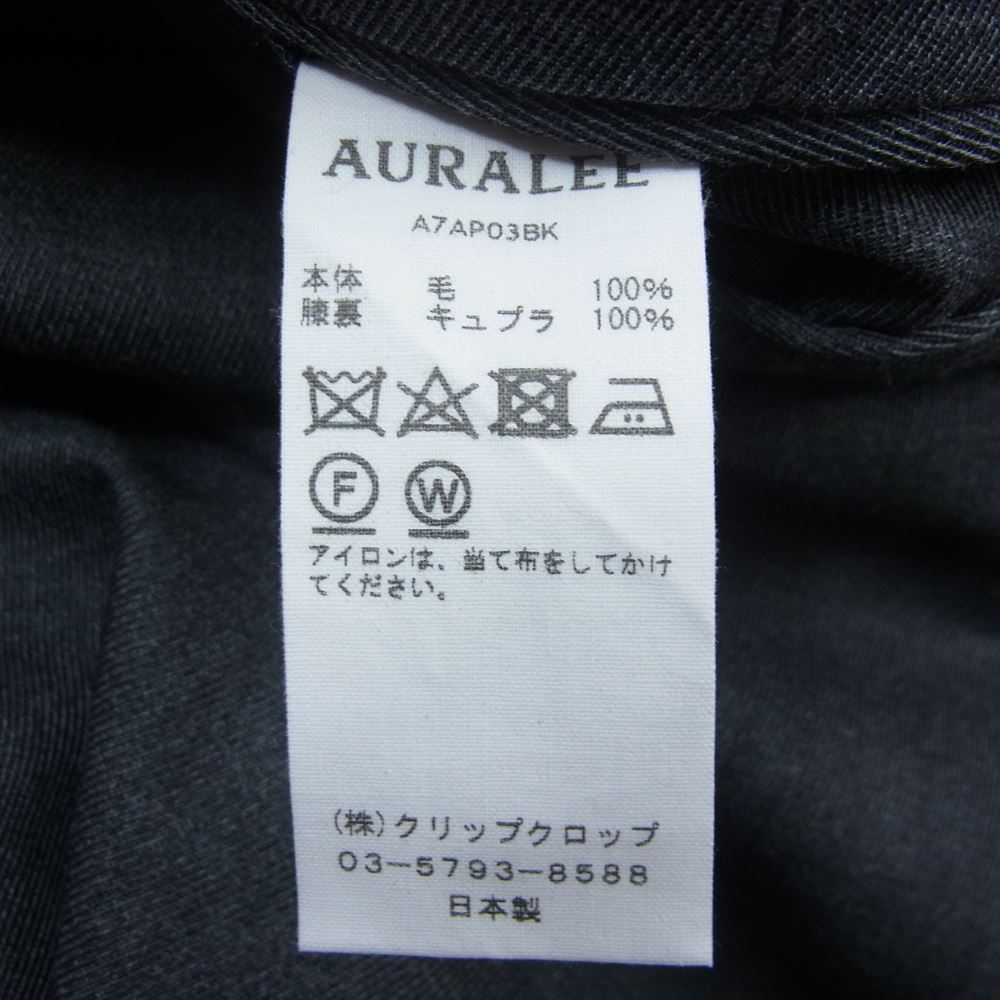 AURALEE
A7AP03BK
本体 毛 100%
膝裏 キュプラ 100%
F W
アイロンは、当て布をしてかけ
てください。
(株)クリップクロップ
03-5793-8588
日本製